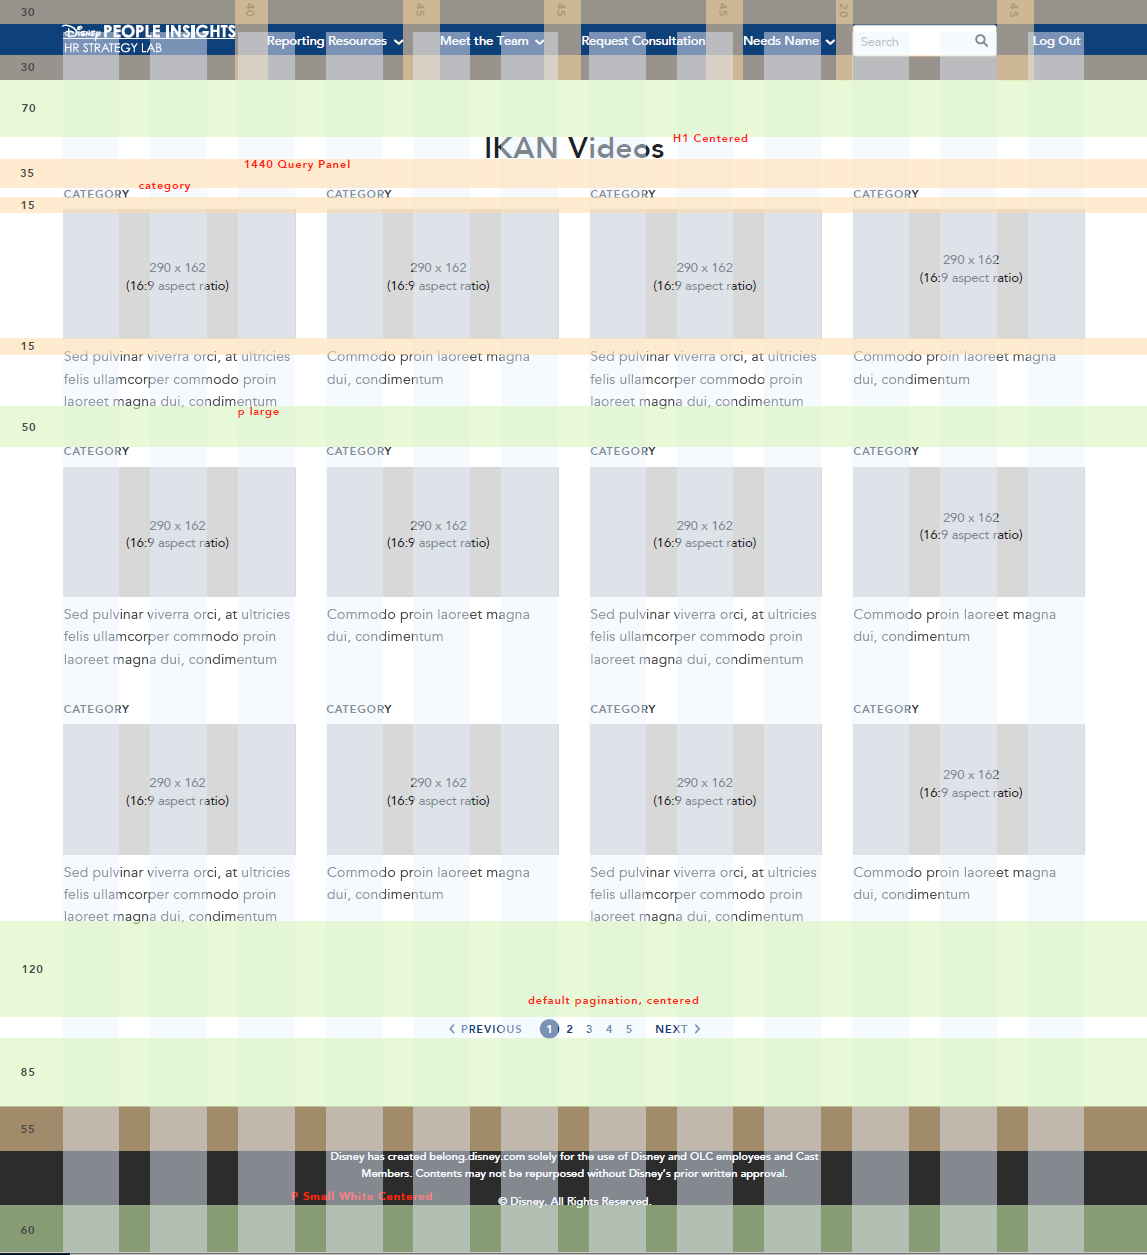 30
40
45
45
45
20
45
Disney PEOPLE INSIGHTS
HR STRATEGY LAB
Reporting Resources
Meet the Team
Request Consultation
Needs Name
Search
Log Out
30
70
IKAN Videos
H1 Centered
1440 Query Panel
35
category
CATEGORY CATEGORY CATEGORY CATEGORY
15
290 x 162 290 x 162 290 x 162 290 x 162
(16:9 aspect ratio) (16:9 aspect ratio) (16:9 aspect ratio) (16:9 aspect ratio)
15
Sed pulvinar viverra orci, at ultricies Commodo proin laoreet magna Sed pulvinar viverra orci, at ultricies Commodo proin laoreet magna
felis ullamcorper commodo proin dui, condimentum felis ullamcorper commodo proin dui, condimentum
laoreet magna dui, condimentum laoreet magna dui, condimentum
p large
50
CATEGORY CATEGORY CATEGORY CATEGORY
290 x 162 290 x 162 290 x 162 290 x 162
(16:9 aspect ratio) (16:9 aspect ratio) (16:9 aspect ratio) (16:9 aspect ratio)
Sed pulvinar viverra orci, at ultricies Commodo proin laoreet magna Sed pulvinar viverra orci, at ultricies Commodo proin laoreet magna
felis ullamcorper commodo proin dui, condimentum felis ullamcorper commodo proin dui, condimentum
laoreet magna dui, condimentum laoreet magna dui, condimentum
CATEGORY CATEGORY CATEGORY CATEGORY
290 x 162 290 x 162 290 x 162 290 x 162
(16:9 aspect ratio) (16:9 aspect ratio) (16:9 aspect ratio) (16:9 aspect ratio)
Sed pulvinar viverra orci, at ultricies Commodo proin laoreet magna Sed pulvinar viverra orci, at ultricies Commodo proin laoreet magna
felis ullamcorper commodo proin dui, condimentum felis ullamcorper commodo proin dui, condimentum
laoreet magna dui, condimentum laoreet magna dui, condimentum
120
default pagination, centered
PREVIOUS 1 2 3 4 5 NEXT
85
55
Disney has created belong.disney.com solely for the use of Disney and OLC employees and Cast
Members. Contents may not be repurposed without Disney's prior written approval.
P Small White Centered
© Disney. All Rights Reserved.
60